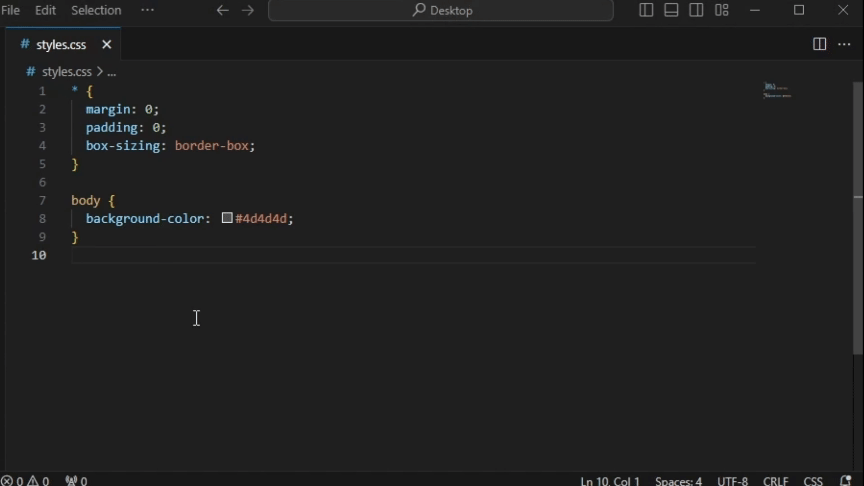 File Edit Selection ··· ← → Desktop
# styles.css ×
# styles.css > ...
1 * {
2 margin: 0;
3 padding: 0;
4 box-sizing: border-box;
5 }
6
7 body {
8 background-color: #4d4d4d;
9 }
10
0 0 0 Ln 10, Col 1 Spaces: 4 UTF-8 CRLF CSS